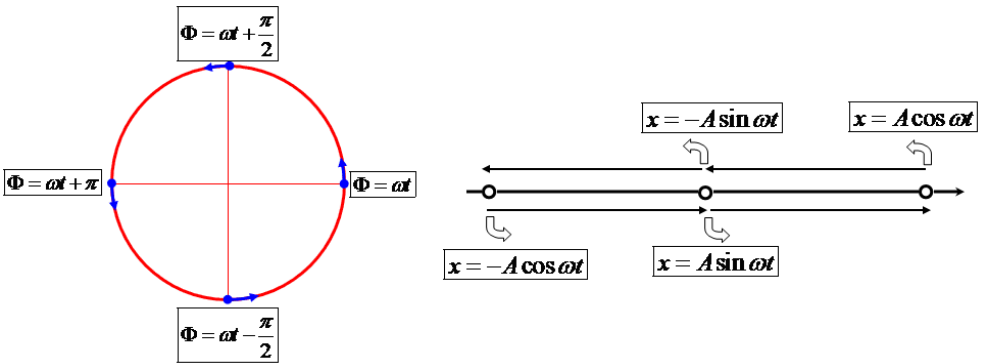 Φ = ωt + π/2
Φ = ωt + π
Φ = ωt
Φ = ωt − π/2
x = −A sin ωt
x = A cos ωt
x = −A cos ωt
x = A sin ωt